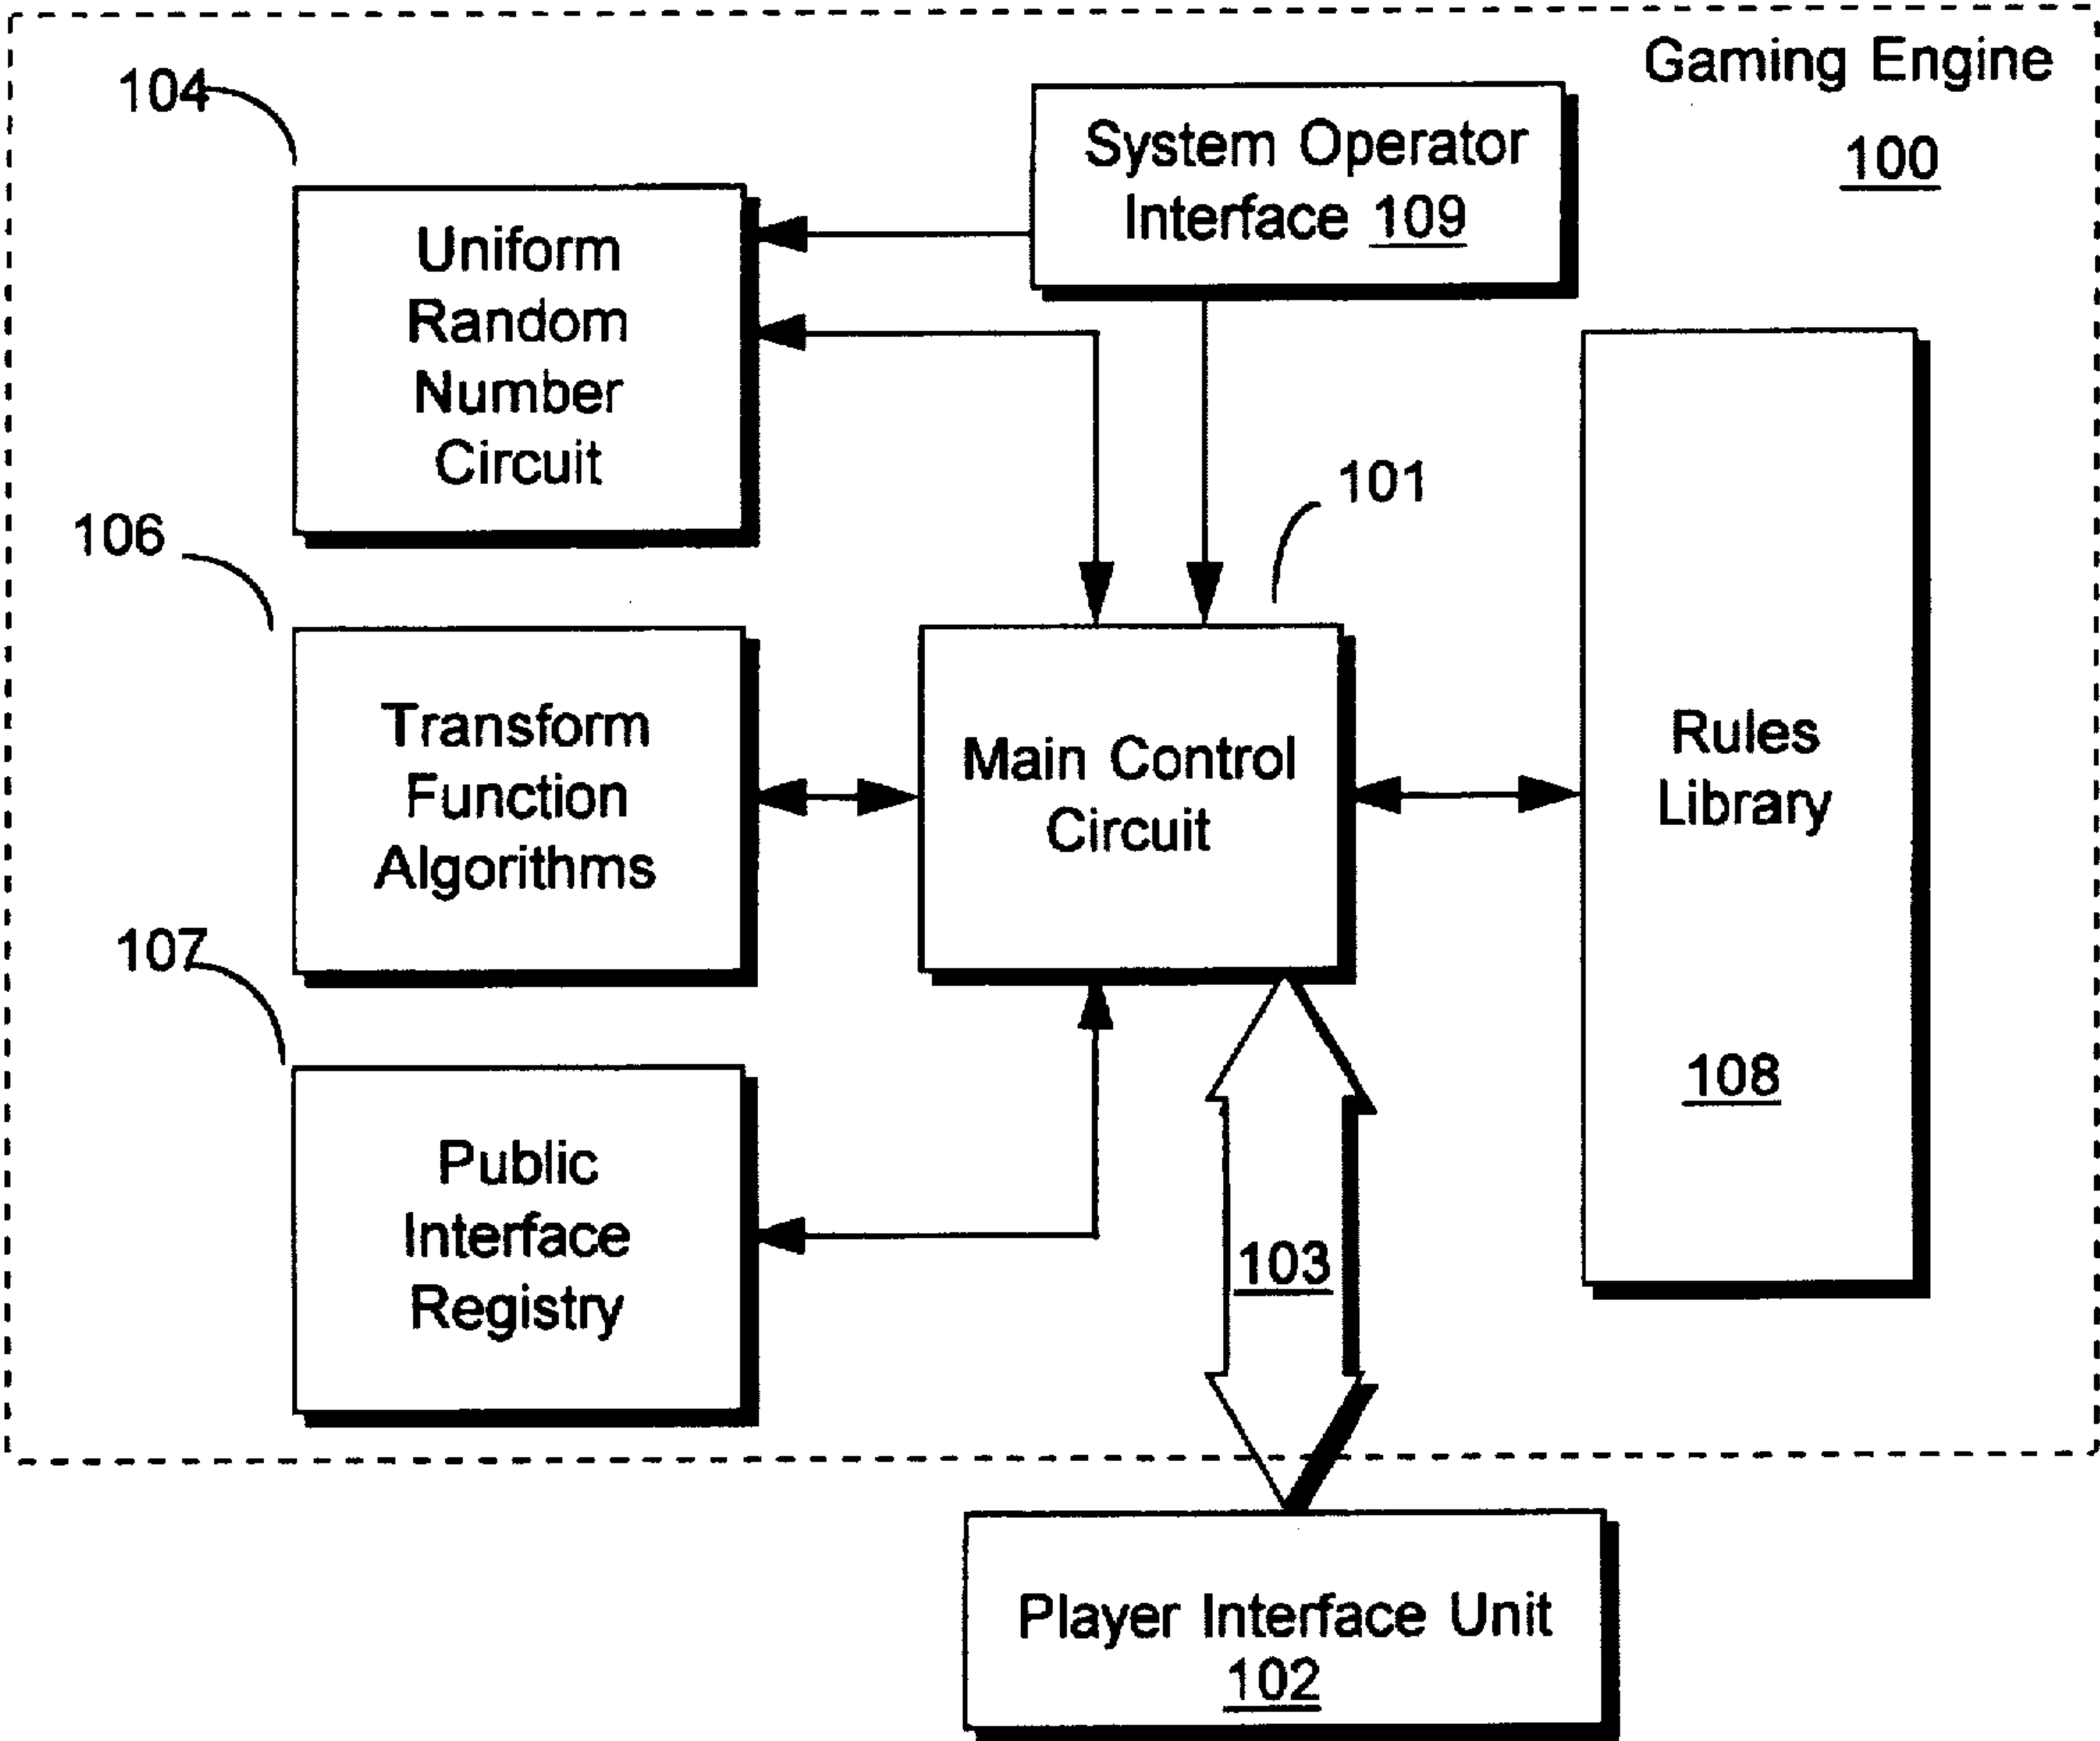 Gaming Engine
100
104
System Operator
Interface 109
Uniform
Random
Number
Circuit
101
106
Transform
Function
Algorithms
Main Control
Circuit
Rules
Library
108
107
Public
Interface
Registry
103
Player Interface Unit
102